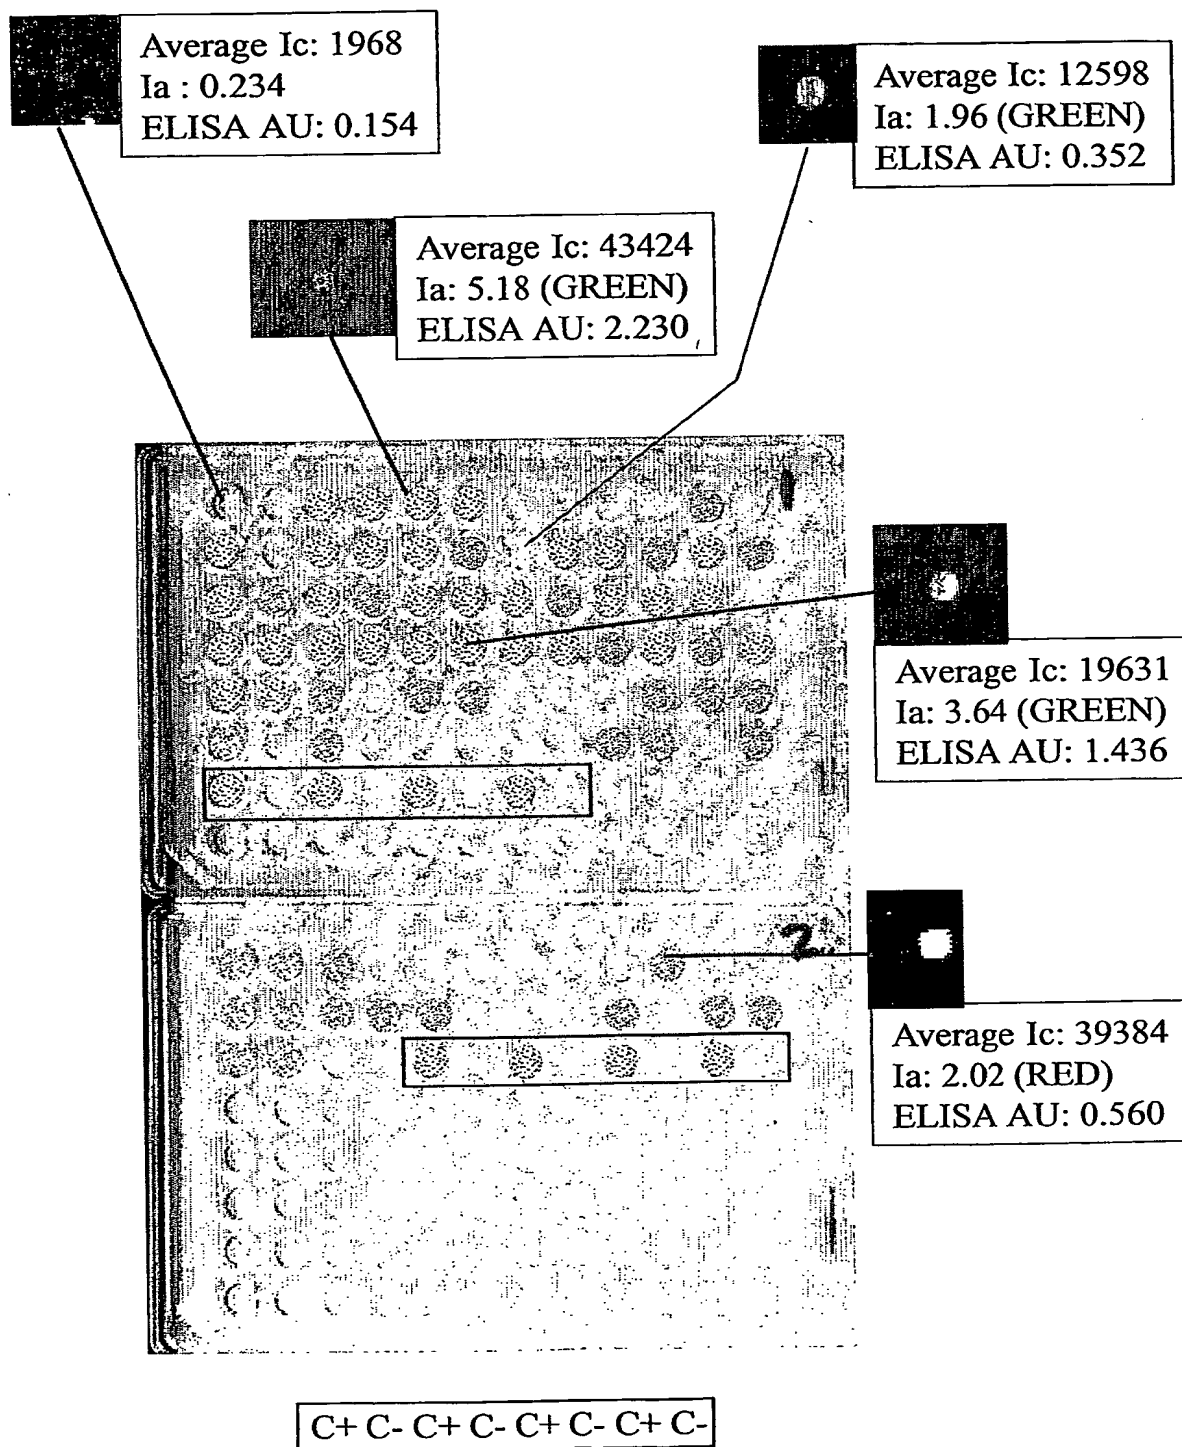 Average Ic: 1968
Ia : 0.234
ELISA AU: 0.154
Average Ic: 12598
Ia: 1.96 (GREEN)
ELISA AU: 0.352
Average Ic: 43424
Ia: 5.18 (GREEN)
ELISA AU: 2.230
Average Ic: 19631
Ia: 3.64 (GREEN)
ELISA AU: 1.436
2
Average Ic: 39384
Ia: 2.02 (RED)
ELISA AU: 0.560
C+ C- C+ C- C+ C- C+ C-